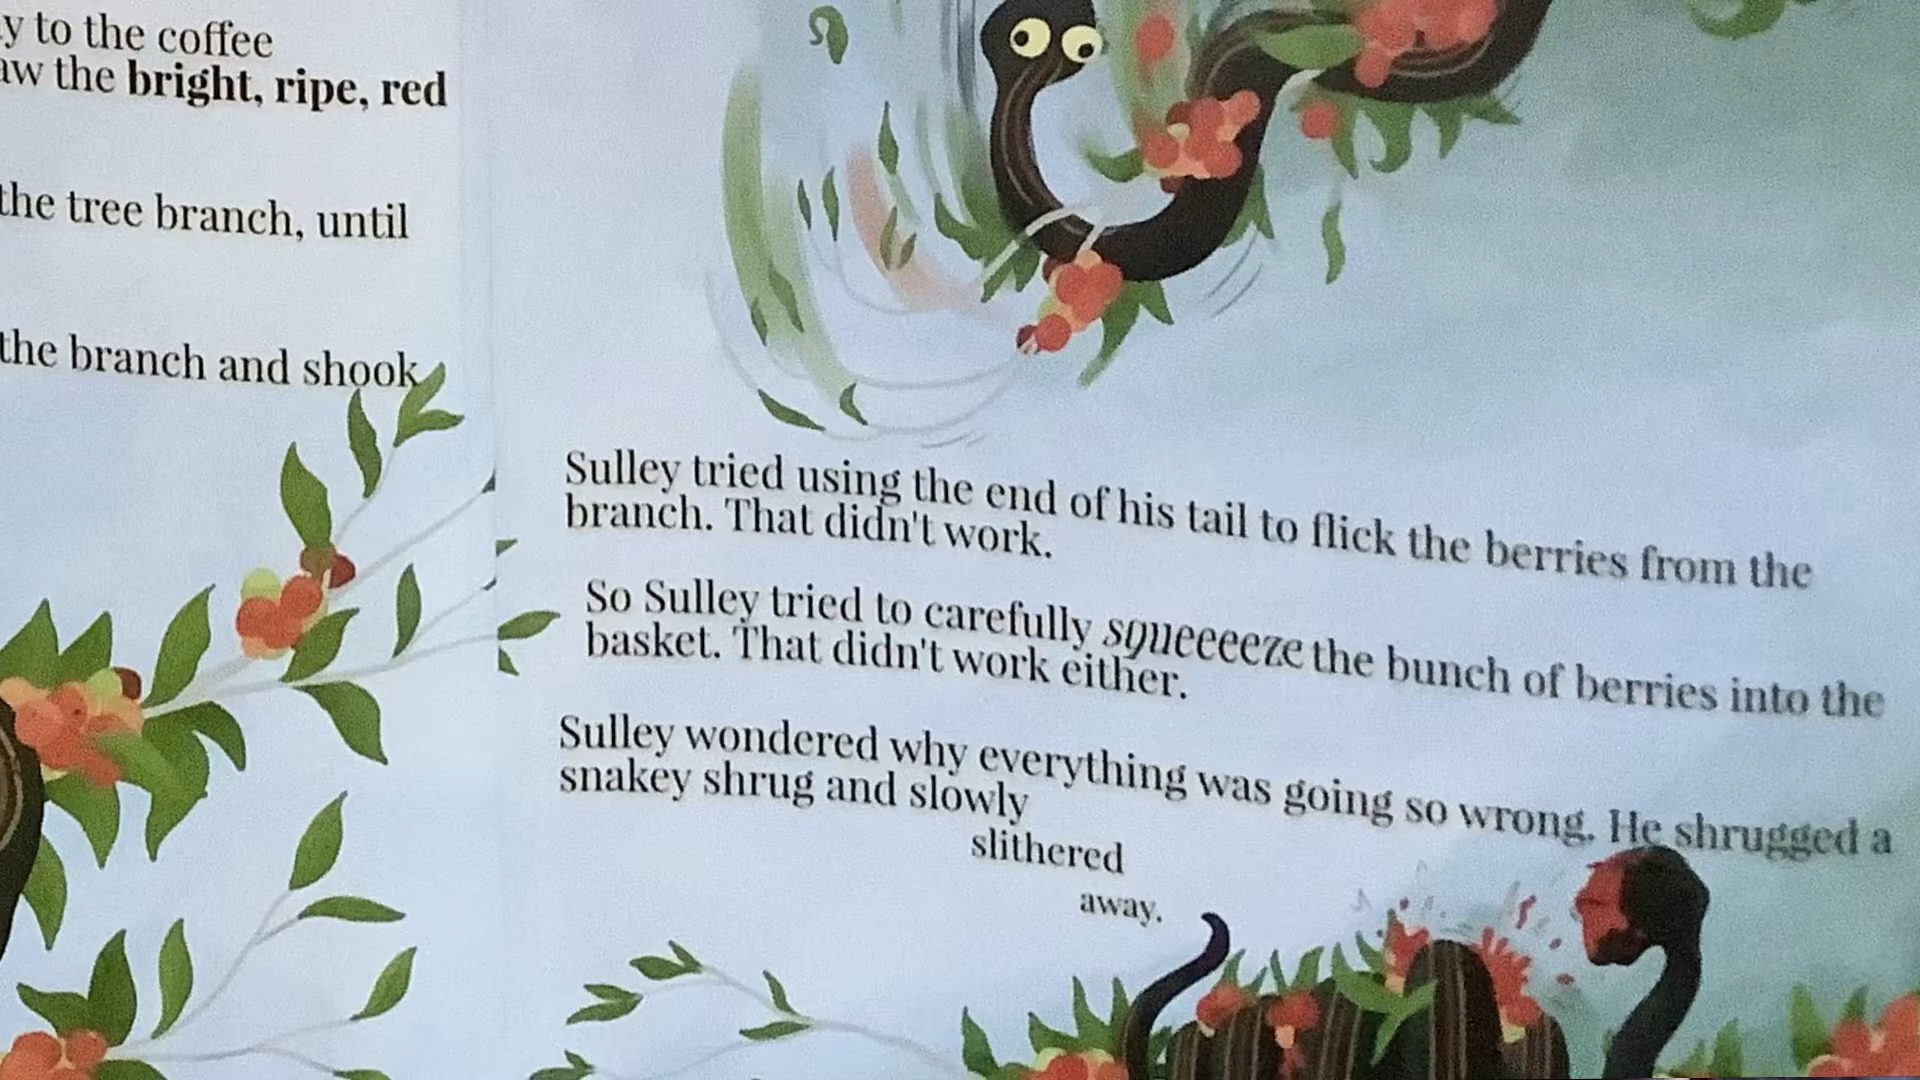 y to the coffee
aw the bright, ripe, red
the tree branch, until
the branch and shook
Sulley tried using the end of his tail to flick the berries from the
branch. That didn't work.
So Sulley tried to carefully squeeeeze the bunch of berries into the
basket. That didn't work either.
Sulley wondered why everything was going so wrong. He shrugged a
snakey shrug and slowly
slithered
away.